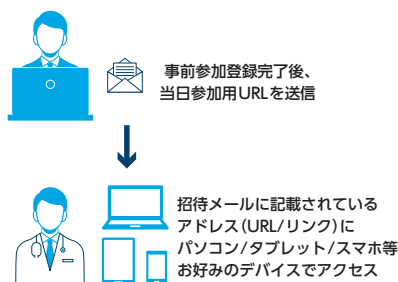 事前参加登録完了後、
当日参加用URLを送信
招待メールに記載されている
アドレス（URL/リンク）に
パソコン/タブレット/スマホ等
お好みのデバイスでアクセス